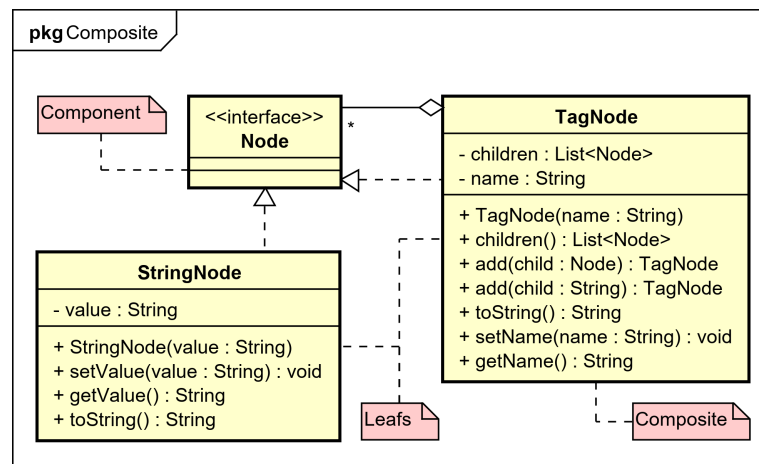 pkg Composite
Component
<<interface>>
Node
*
TagNode
- children : List<Node>
- name : String
+ TagNode(name : String)
+ children() : List<Node>
+ add(child : Node) : TagNode
+ add(child : String) : TagNode
+ toString() : String
+ setName(name : String) : void
+ getName() : String
StringNode
- value : String
+ StringNode(value : String)
+ setValue(value : String) : void
+ getValue() : String
+ toString() : String
Leafs
Composite